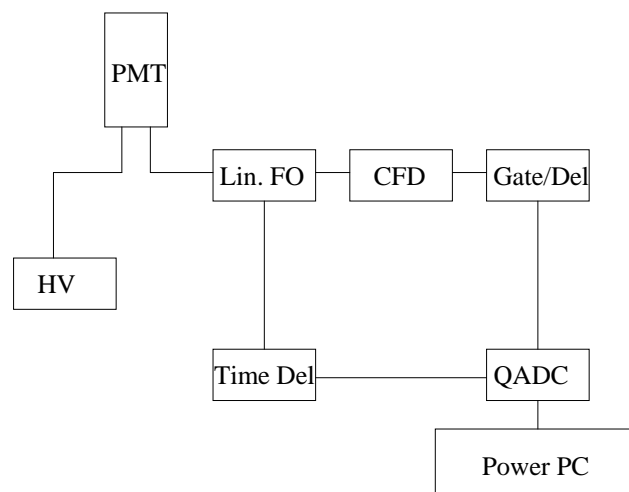 PMT
Lin. FO
CFD
Gate/Del
HV
Time Del
QADC
Power PC